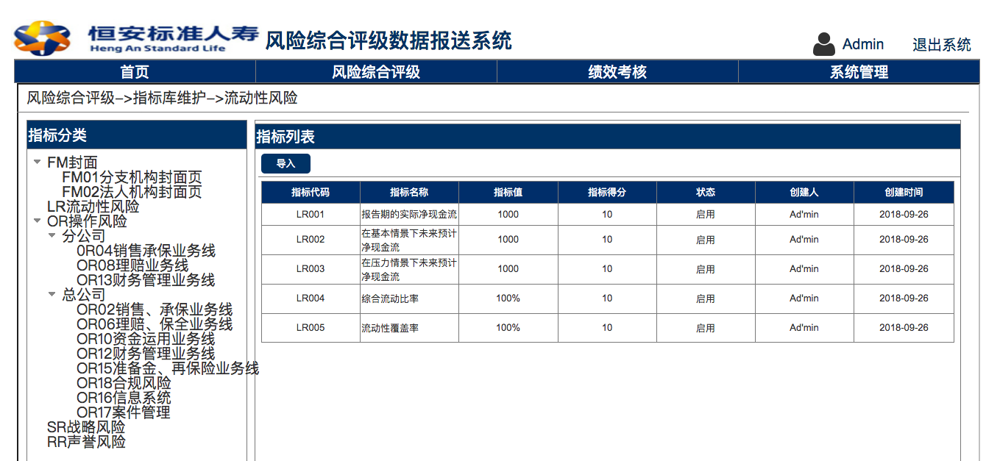 恒安标准人寿
Heng An Standard Life
风险综合评级数据报送系统
Admin 退出系统
首页 风险综合评级 绩效考核 系统管理
风险综合评级–>指标库维护–>流动性风险
指标分类
FM封面
FM01分支机构封面页
FM02法人机构封面页
LR流动性风险
OR操作风险
分公司
0R04销售承保业务线
OR08理赔业务线
OR13财务管理业务线
总公司
OR02销售、承保业务线
OR06理赔、保全业务线
OR10资金运用业务线
OR12财务管理业务线
OR15准备金、再保险业务线
OR18合规风险
OR16信息系统
OR17案件管理
SR战略风险
RR声誉风险
指标列表
导入
指标代码 指标名称 指标值 指标得分 状态 创建人 创建时间
LR001 报告期的实际净现金流 1000 10 启用 Ad'min 2018-09-26
LR002 在基本情景下未来预计
净现金流 1000 10 启用 Ad'min 2018-09-26
LR003 在压力情景下未来预计
净现金流 1000 10 启用 Ad'min 2018-09-26
LR004 综合流动比率 100% 10 启用 Ad'min 2018-09-26
LR005 流动性覆盖率 100% 10 启用 Ad'min 2018-09-26